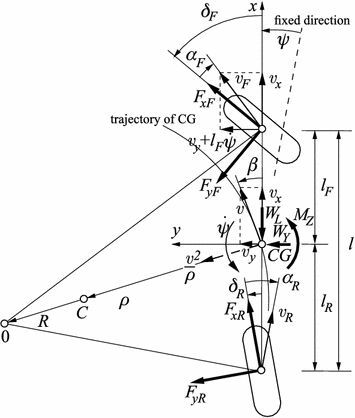 δ_F
x
fixed direction
ψ
α_F
v_F
v_x
F_xF
trajectory of CG
v_y+l_Fψ̇
F_yF
β
l_F
v_x
v
W_L
M_Z
W_Y
y
ψ̇
v_y
CG
l
v²/ρ
δ_R
α_R
ρ
C
F_xR
v_R
l_R
R
0
F_yR